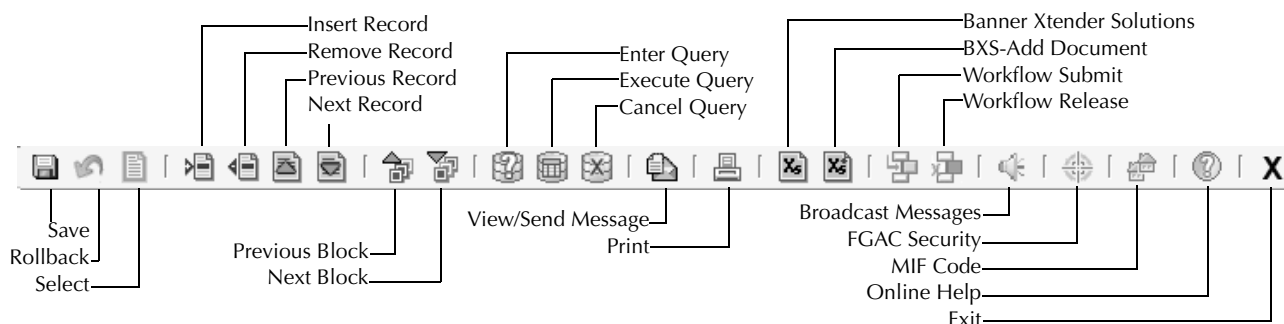 Insert Record
Remove Record
Previous Record
Next Record
Enter Query
Execute Query
Cancel Query
Banner Xtender Solutions
BXS-Add Document
Workflow Submit
Workflow Release
Save
Rollback
Select
Previous Block
Next Block
View/Send Message
Print
Broadcast Messages
FGAC Security
MIF Code
Online Help
Exit